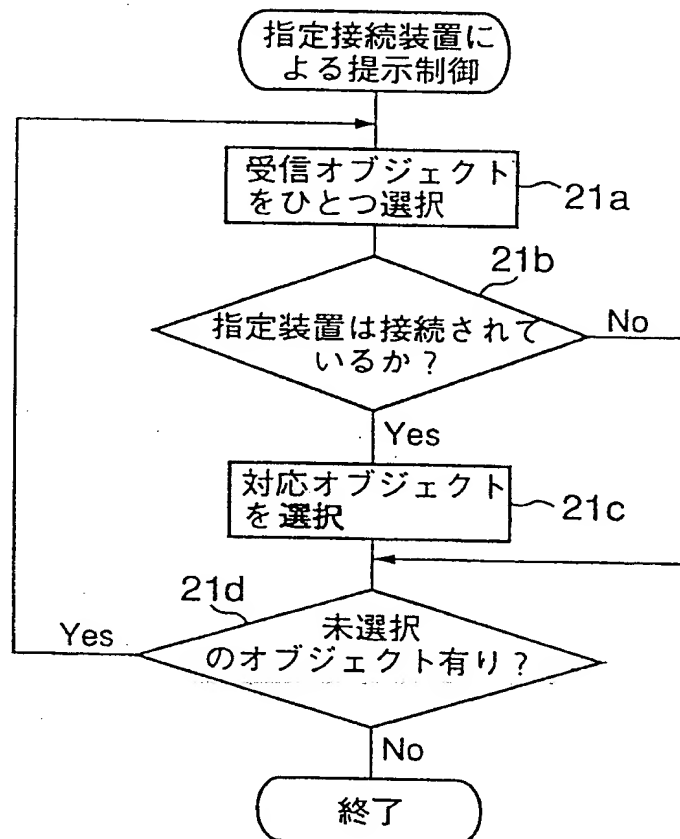 指定接続装置に
よる提示制御
受信オブジェクト
をひとつ選択
21a
21b
指定装置は接続されて
いるか？
No
Yes
対応オブジェクト
を選択
21c
21d
Yes
未選択
のオブジェクト有り？
No
終了